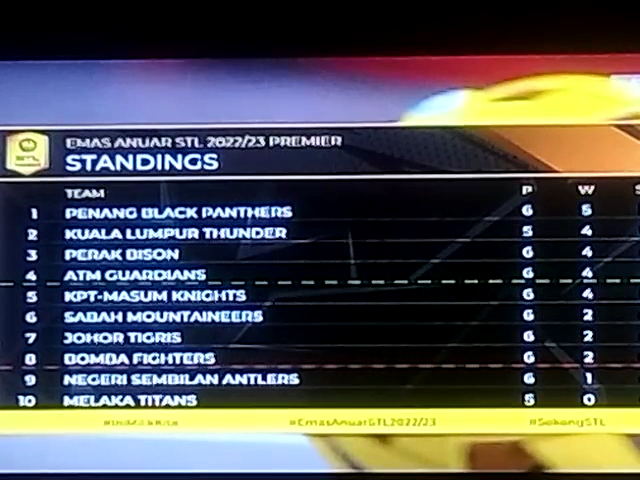 EMAS ANUAR STL 2022/23 PREMIER
STANDINGS
TEAM P W
1 PENANG BLACK PANTHERS 6 5
2 KUALA LUMPUR THUNDER 5 4
3 PERAK BISON 6 4
4 ATM GUARDIANS 6 4
5 KPT-MASUM KNIGHTS 6 4
6 SABAH MOUNTAINEERS 6 2
7 JOHOR TIGRIS 6 2
8 BOMBA FIGHTERS 6 2
9 NEGERI SEMBILAN ANTLERS 6 1
10 MELAKA TITANS 5 0
#EmasAnuarSTL2022/23 #SokongSTL